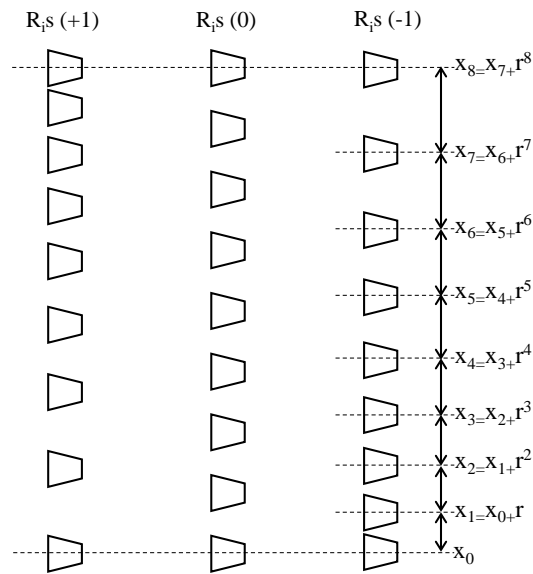 R_is (+1) R_is (0) R_is (-1)
x_8=x_7+r^8
x_7=x_6+r^7
x_6=x_5+r^6
x_5=x_4+r^5
x_4=x_3+r^4
x_3=x_2+r^3
x_2=x_1+r^2
x_1=x_0+r
x_0